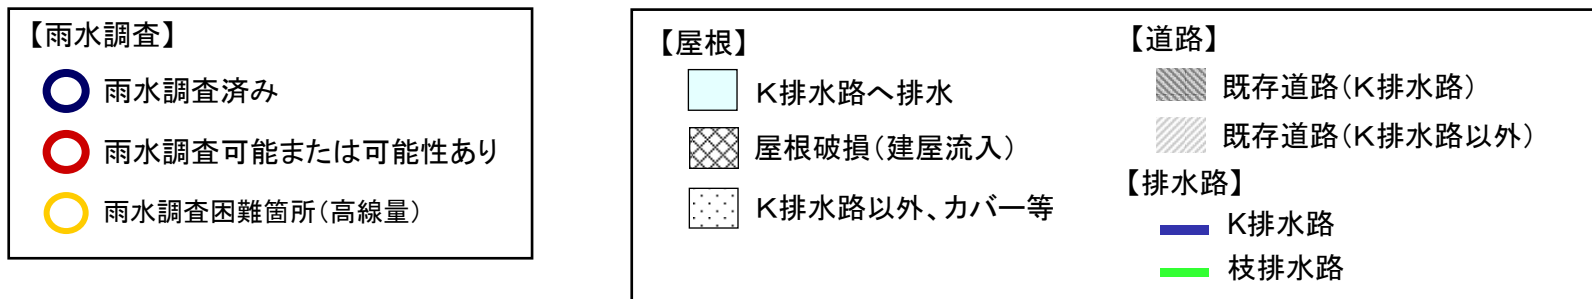 【雨水調査】
雨水調査済み
雨水調査可能または可能性あり
雨水調査困難箇所（高線量）
【屋根】
Ｋ排水路へ排水
屋根破損（建屋流入）
Ｋ排水路以外、カバー等
【道路】
既存道路（Ｋ排水路）
既存道路（Ｋ排水路以外）
【排水路】
K排水路
枝排水路